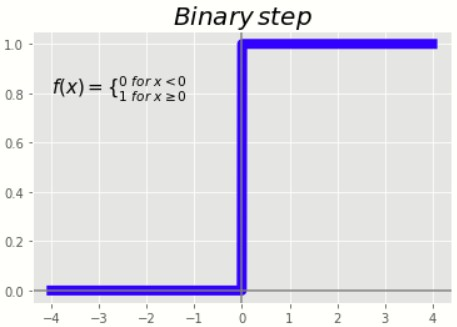 Binary step
1.0
f(x) = {0 for x < 0
1 for x ≥ 0
0.8
0.6
0.4
0.2
0.0
−4 −3 −2 −1 0 1 2 3 4